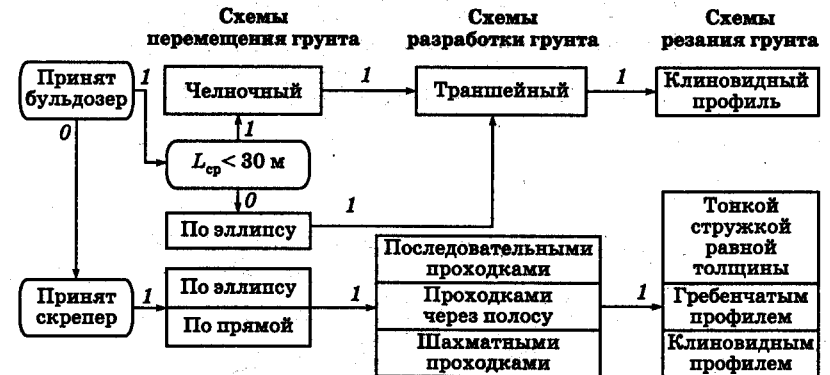 Схемы
перемещения грунта
Схемы
разработки грунта
Схемы
резания грунта
Принят
бульдозер
1
0
Челночный
1
Траншейный
1
Клиновидный
профиль
1
Lср< 30 м
0
По эллипсу
1
Принят
скрепер
1
По эллипсу
По прямой
1
Последовательными
проходками
Проходками
через полосу
Шахматными
проходками
1
Тонкой
стружкой
равной
толщины
Гребенчатым
профилем
Клиновидным
профилем